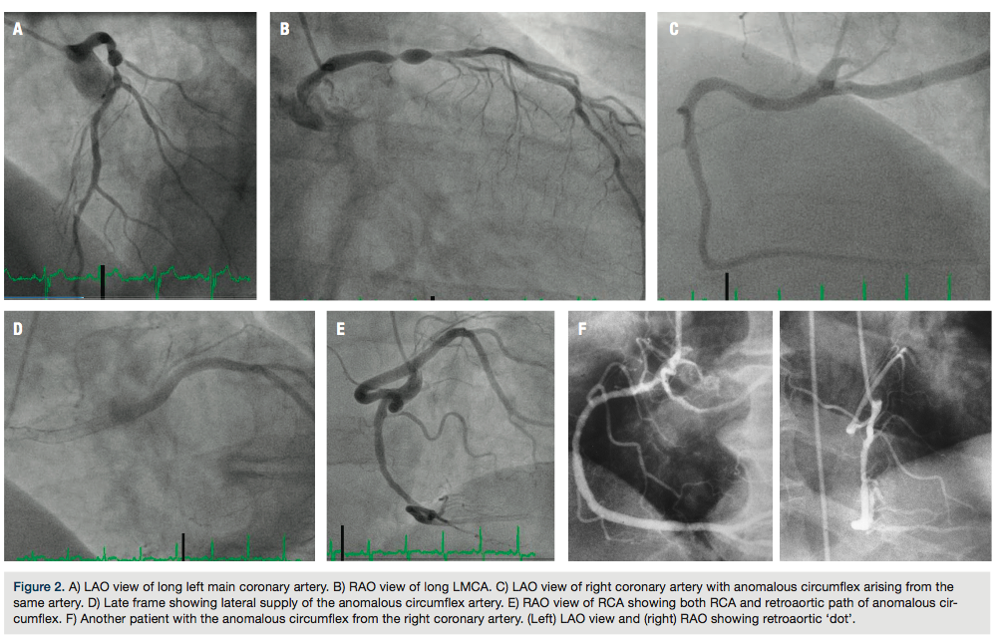 A
B
C
D
E
F
Figure 2. A) LAO view of long left main coronary artery. B) RAO view of long LMCA. C) LAO view of right coronary artery with anomalous circumflex arising from the
same artery. D) Late frame showing lateral supply of the anomalous circumflex artery. E) RAO view of RCA showing both RCA and retroaortic path of anomalous cir-
cumflex. F) Another patient with the anomalous circumflex from the right coronary artery. (Left) LAO view and (right) RAO showing retroaortic ‘dot’.